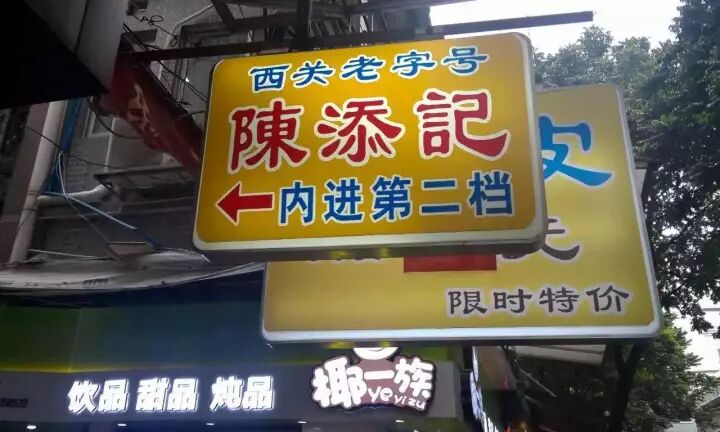 西关老字号
陳添記
←内进第二档
皮
限时特价
饮品 甜品 炖品
椰一族
yeyizu